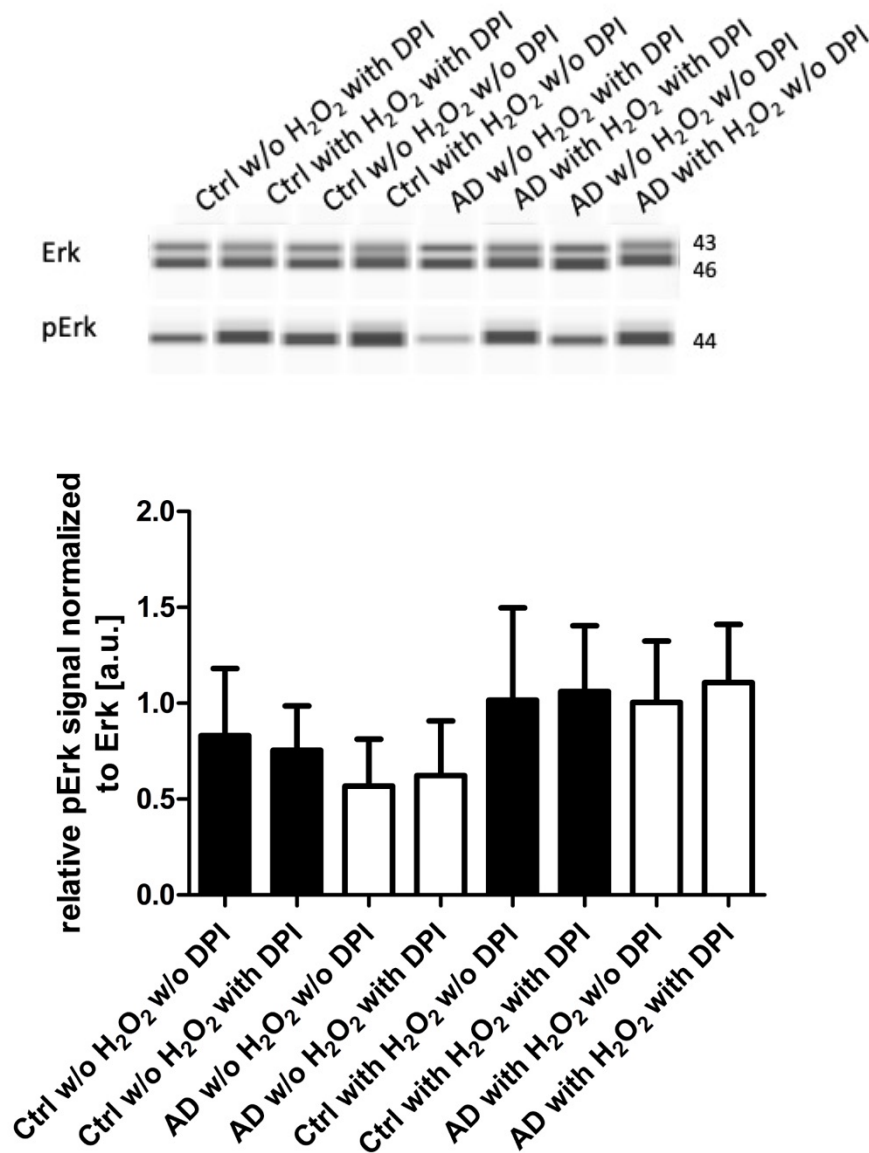 Ctrl w/o H₂O₂ with DPI
Ctrl with H₂O₂ with DPI
Ctrl w/o H₂O₂ w/o DPI
Ctrl with H₂O₂ w/o DPI
AD w/o H₂O₂ with DPI
AD with H₂O₂ with DPI
AD w/o H₂O₂ w/o DPI
AD with H₂O₂ w/o DPI
Erk
43
46
pErk
44
relative pErk signal normalized
to Erk [a.u.]
2.0
1.5
1.0
0.5
0.0
Ctrl w/o H₂O₂ w/o DPI
Ctrl w/o H₂O₂ with DPI
AD w/o H₂O₂ w/o DPI
AD w/o H₂O₂ with DPI
Ctrl with H₂O₂ w/o DPI
Ctrl with H₂O₂ with DPI
AD with H₂O₂ w/o DPI
AD with H₂O₂ with DPI